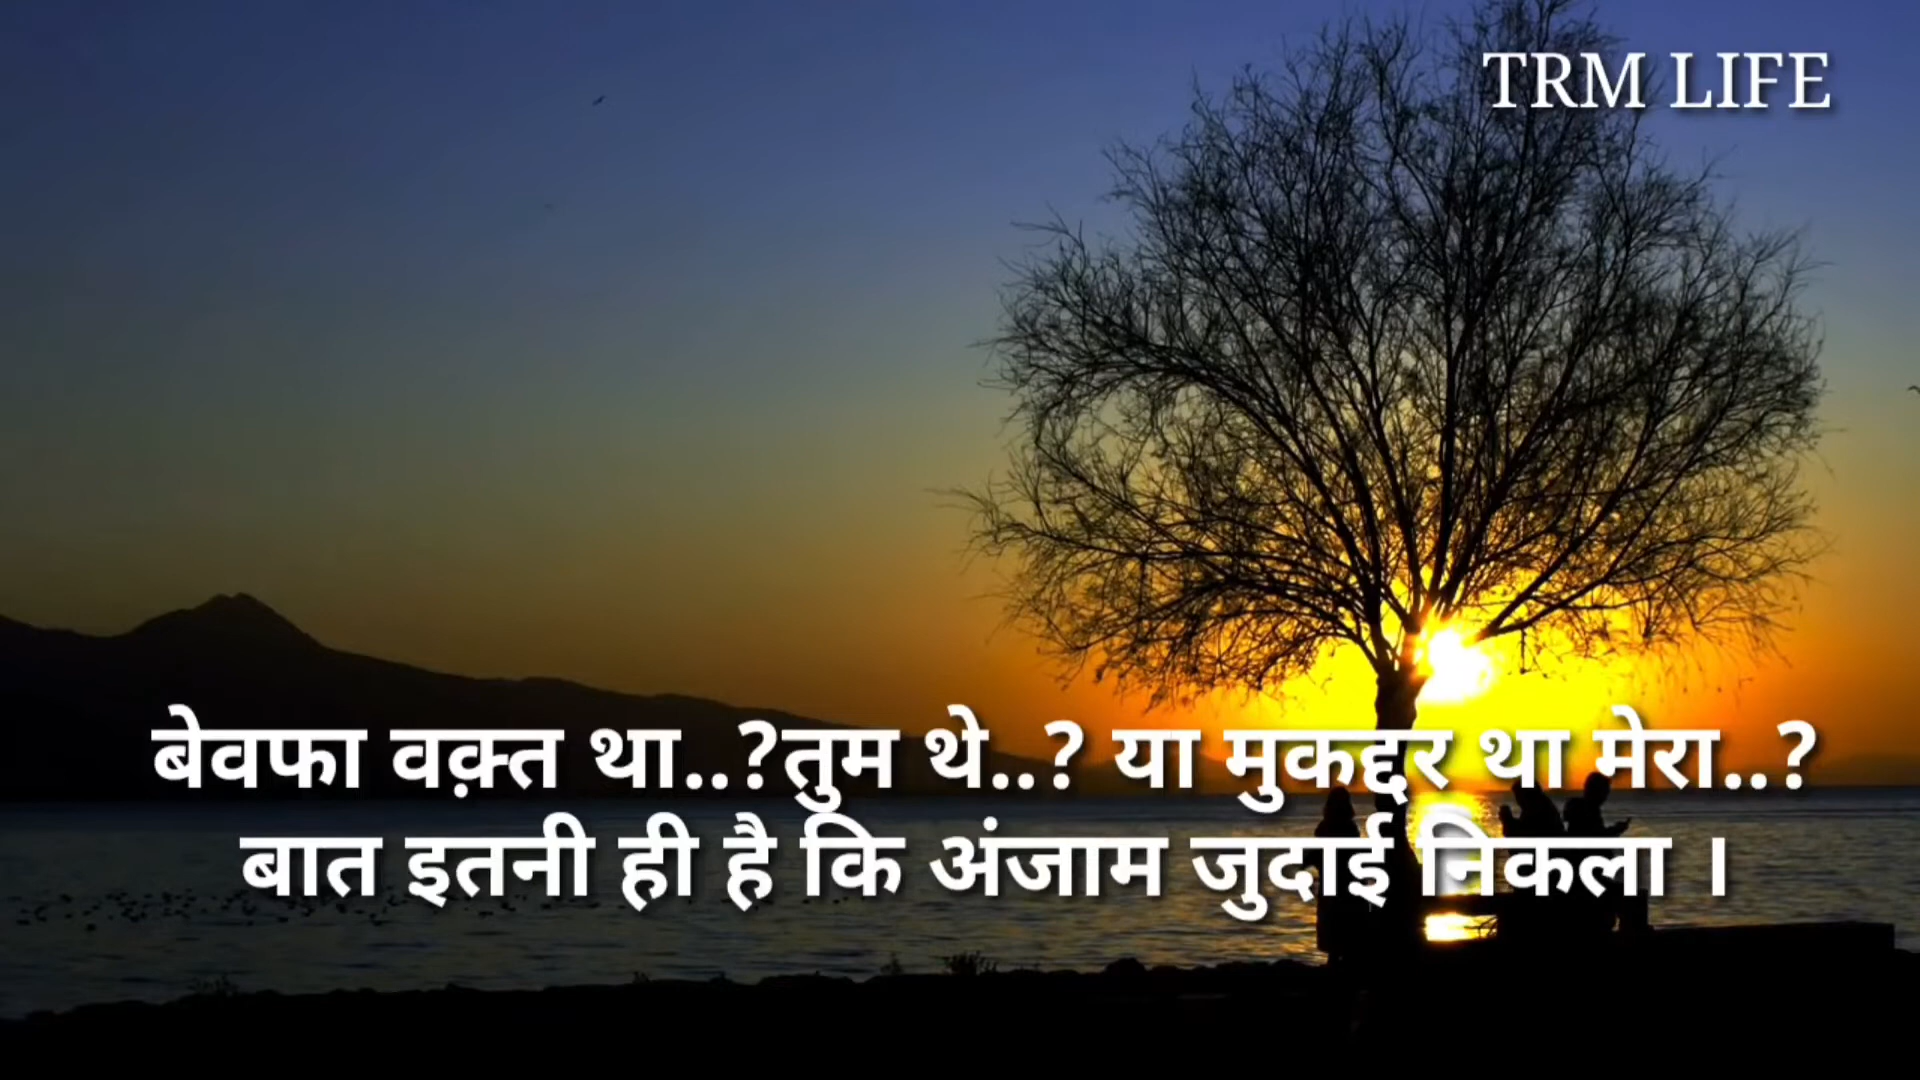 TRM LIFE
बेवफा वक़्त था..?तुम थे..? या मुकद्दर था मेरा..?
बात इतनी ही है कि अंजाम जुदाई निकला ।